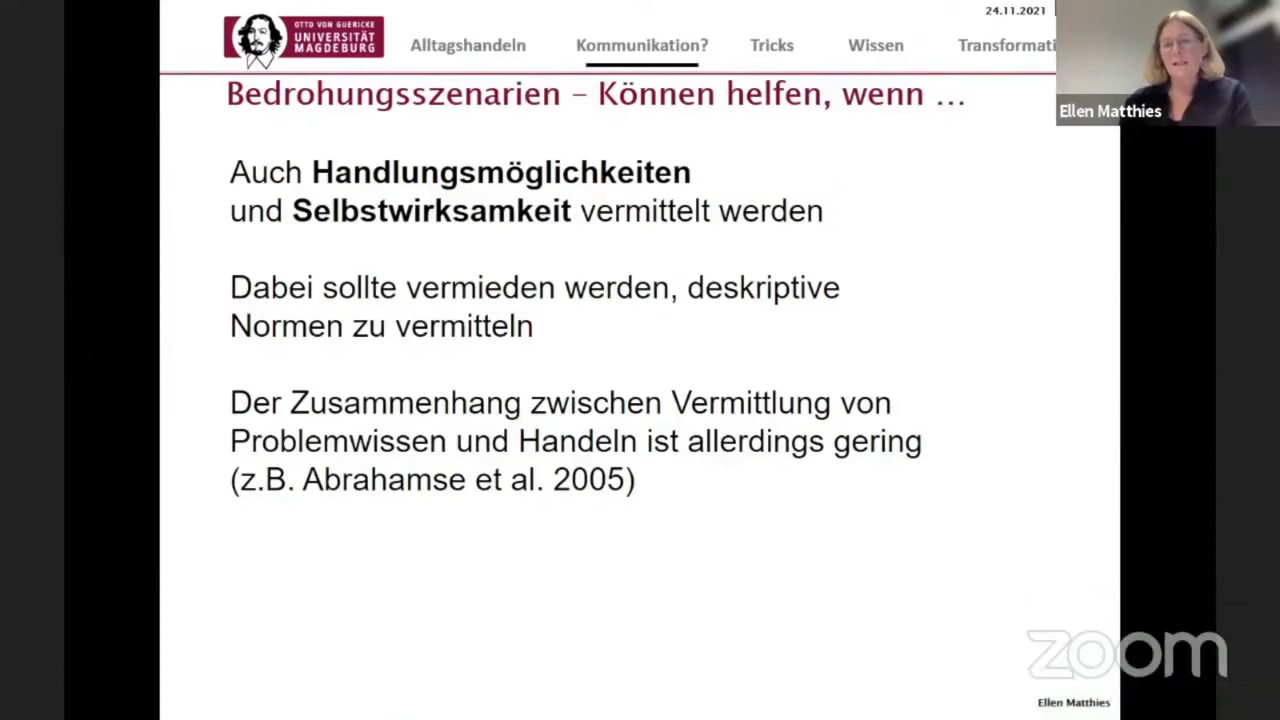 24.11.2021
OTTO VON GUERICKE
UNIVERSITÄT
MAGDEBURG
Alltagshandeln Kommunikation? Tricks Wissen Transformati
Ellen Matthies
Bedrohungsszenarien – Können helfen, wenn ...
Auch Handlungsmöglichkeiten
und Selbstwirksamkeit vermittelt werden
Dabei sollte vermieden werden, deskriptive
Normen zu vermitteln
Der Zusammenhang zwischen Vermittlung von
Problemwissen und Handeln ist allerdings gering
(z.B. Abrahamse et al. 2005)
zoom
Ellen Matthies